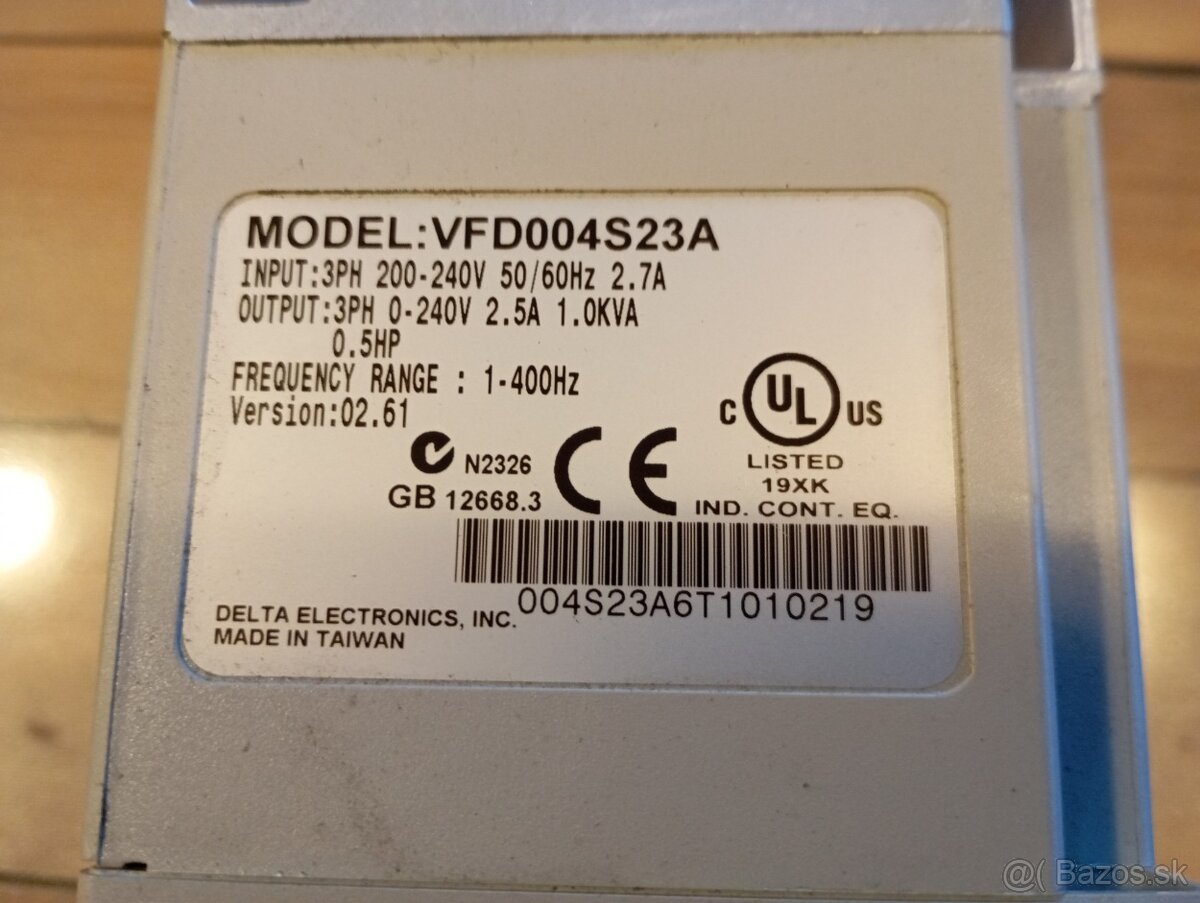 MODEL:VFD004S23A
INPUT:3PH 200-240V 50/60Hz 2.7A
OUTPUT:3PH 0-240V 2.5A 1.0KVA
0.5HP
FREQUENCY RANGE : 1-400Hz
Version:02.61
C UL US
LISTED
19XK
IND. CONT. EQ.
N2326
CE
GB 12668.3
004S23A6T1010219
DELTA ELECTRONICS, INC.
MADE IN TAIWAN
@( Bazos.sk